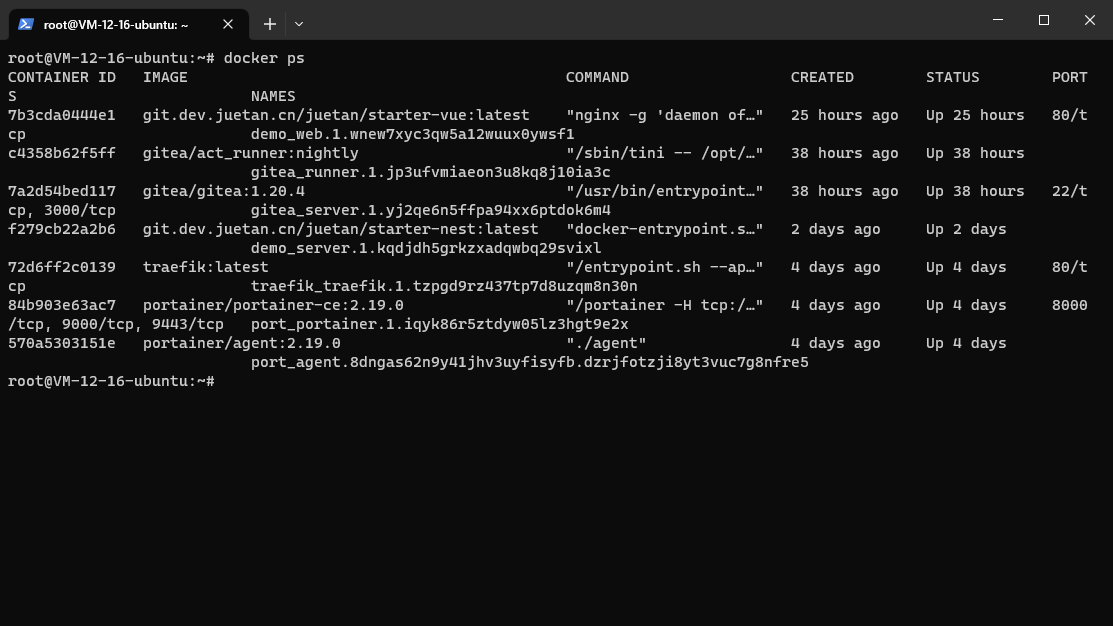 root@VM-12-16-ubuntu: ~
root@VM-12-16-ubuntu:~# docker ps
CONTAINER ID   IMAGE                                          COMMAND                  CREATED        STATUS        PORT
S                          NAMES
7b3cda0444e1   git.dev.juetan.cn/juetan/starter-vue:latest    "nginx -g 'daemon of…"   25 hours ago   Up 25 hours   80/t
cp                         demo_web.1.wnew7xyc3qw5a12wuux0ywsf1
c4358b62f5ff   gitea/act_runner:nightly                       "/sbin/tini -- /opt/…"   38 hours ago   Up 38 hours
                           gitea_runner.1.jp3ufvmiaeon3u8kq8j10ia3c
7a2d54bed117   gitea/gitea:1.20.4                             "/usr/bin/entrypoint…"   38 hours ago   Up 38 hours   22/t
cp, 3000/tcp               gitea_server.1.yj2qe6n5ffpa94xx6ptdok6m4
f279cb22a2b6   git.dev.juetan.cn/juetan/starter-nest:latest   "docker-entrypoint.s…"   2 days ago     Up 2 days
                           demo_server.1.kqdjdh5grkzxadqwbq29svixl
72d6ff2c0139   traefik:latest                                 "/entrypoint.sh --ap…"   4 days ago     Up 4 days     80/t
cp                         traefik_traefik.1.tzpgd9rz437tp7d8uzqm8n30n
84b903e63ac7   portainer/portainer-ce:2.19.0                  "/portainer -H tcp:/…"   4 days ago     Up 4 days     8000
/tcp, 9000/tcp, 9443/tcp   port_portainer.1.iqyk86r5ztdyw05lz3hgt9e2x
570a5303151e   portainer/agent:2.19.0                         "./agent"                4 days ago     Up 4 days
                           port_agent.8dngas62n9y41jhv3uyfisyfb.dzrjfotzji8yt3vuc7g8nfre5
root@VM-12-16-ubuntu:~#